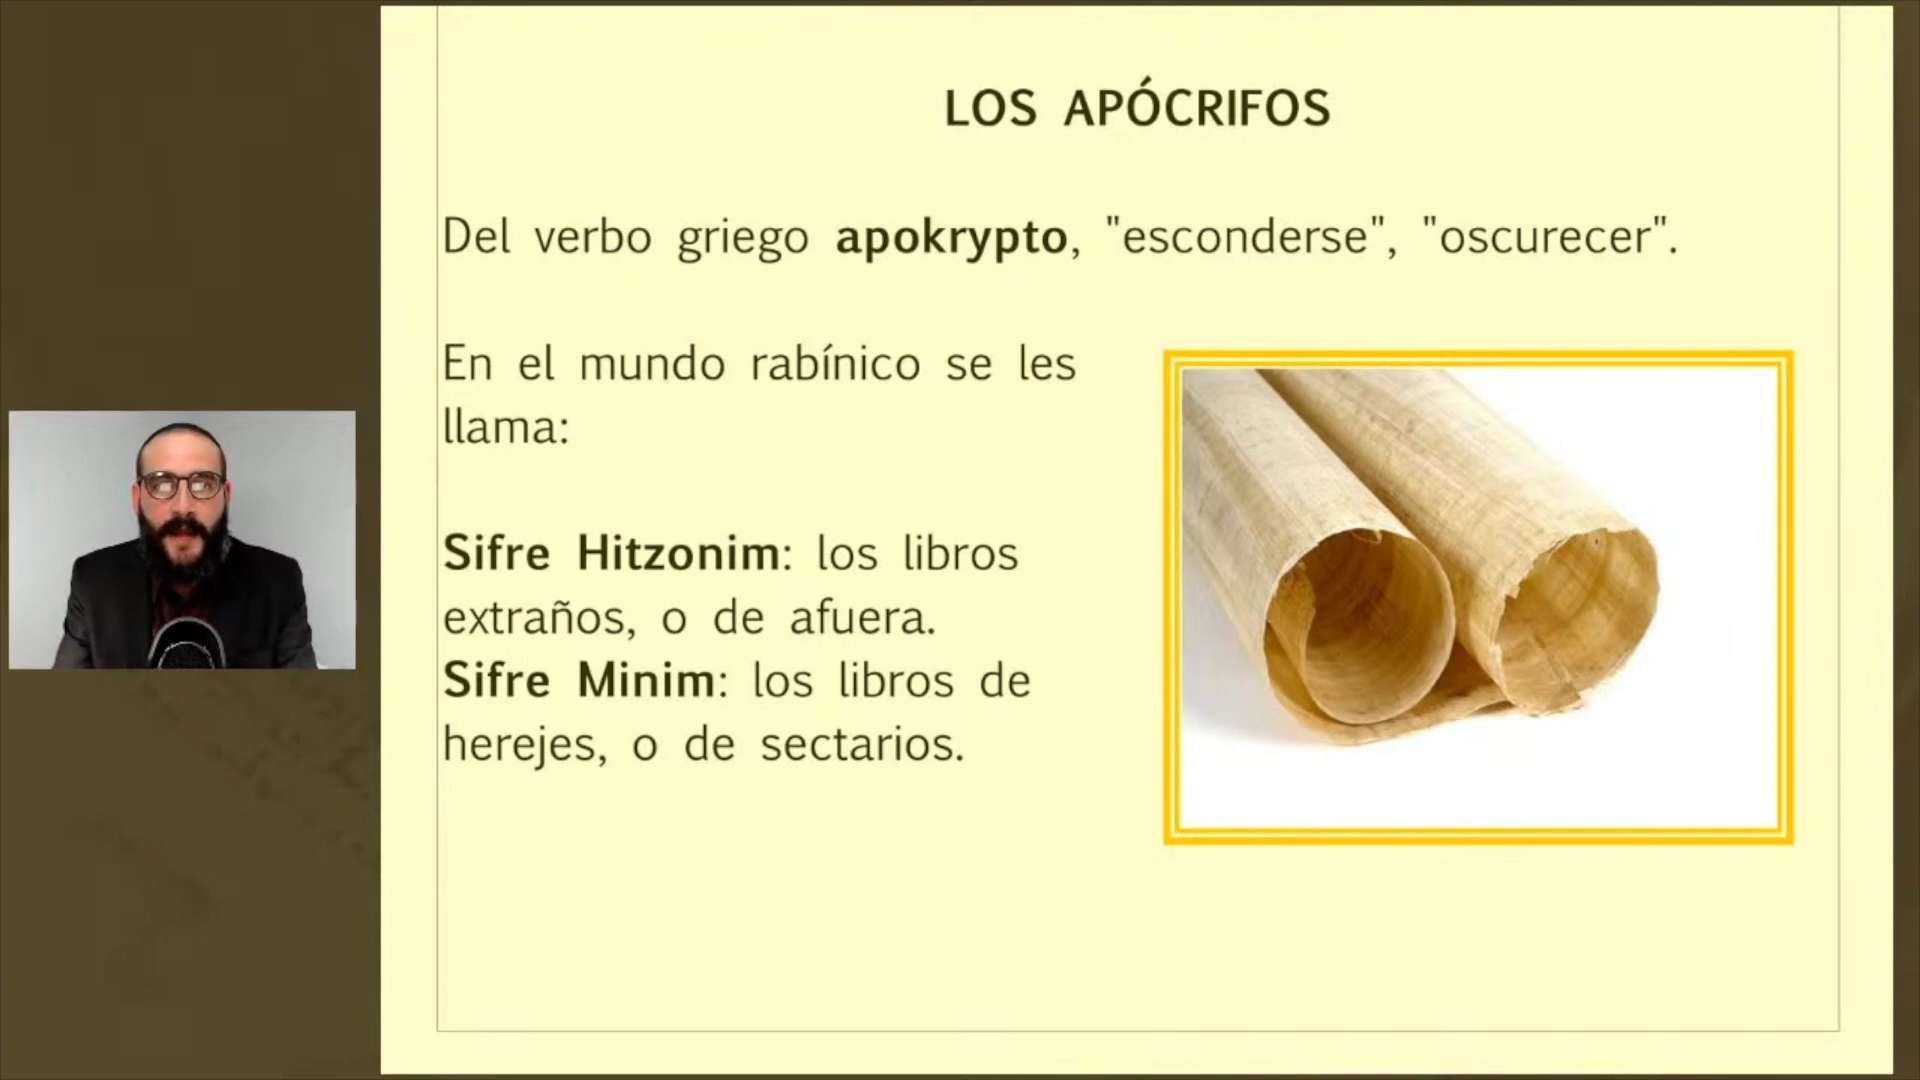 LOS APÓCRIFOS
Del verbo griego apokrypto, "esconderse", "oscurecer".
En el mundo rabínico se les
llama:
Sifre Hitzonim: los libros
extraños, o de afuera.
Sifre Minim: los libros de
herejes, o de sectarios.